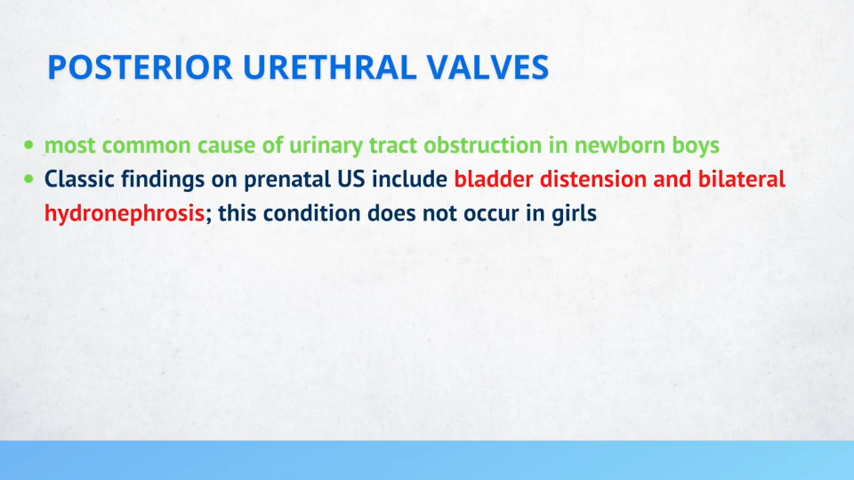 POSTERIOR URETHRAL VALVES
• most common cause of urinary tract obstruction in newborn boys
• Classic findings on prenatal US include bladder distension and bilateral
hydronephrosis; this condition does not occur in girls